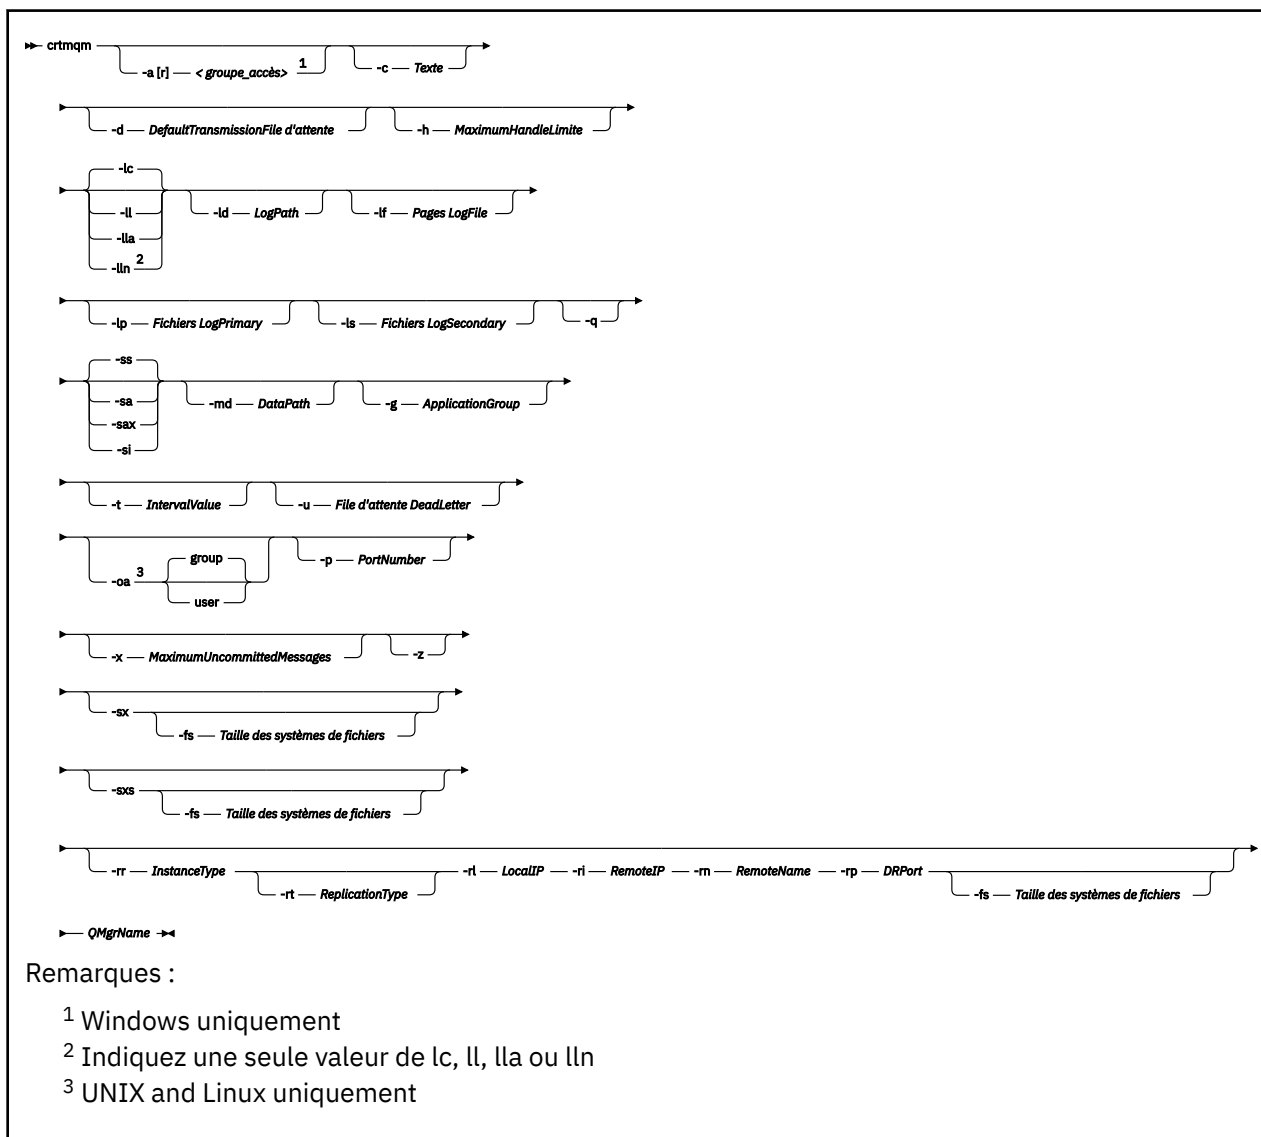 crtmqm
-a [r] < groupe_accès> 1 -c Texte
-d DefaultTransmissionFile d'attente -h MaximumHandleLimite
-lc
-ll -ld LogPath -lf Pages LogFile
-lla
-lln 2
-lp Fichiers LogPrimary -ls Fichiers LogSecondary -q
-ss
-sa -md DataPath -g ApplicationGroup
-sax
-si
-t IntervalValue -u File d'attente DeadLetter
group -p PortNumber
-oa 3
user
-x MaximumUncommittedMessages -z
-sx
-fs Taille des systèmes de fichiers
-sxs
-fs Taille des systèmes de fichiers
-rr InstanceType -rl LocalIP -ri RemoteIP -rn RemoteName -rp DRPort
-rt ReplicationType -fs Taille des systèmes de fichiers
QMgrName
Remarques :
1 Windows uniquement
2 Indiquez une seule valeur de lc, ll, lla ou lln
3 UNIX and Linux uniquement